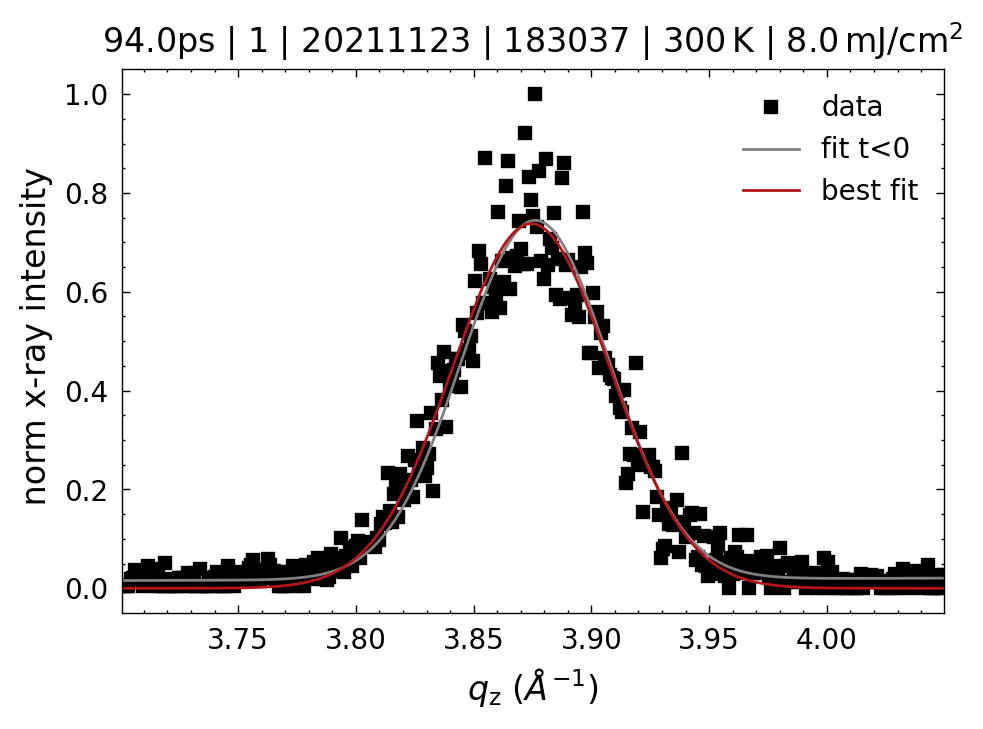 94.0ps | 1 | 20211123 | 183037 | 300 K | 8.0 mJ/cm²
1.0
0.8
0.6
0.4
0.2
0.0
norm x-ray intensity
data
fit t<0
best fit
3.75
3.80
3.85
3.90
3.95
4.00
q_z (Å⁻¹)